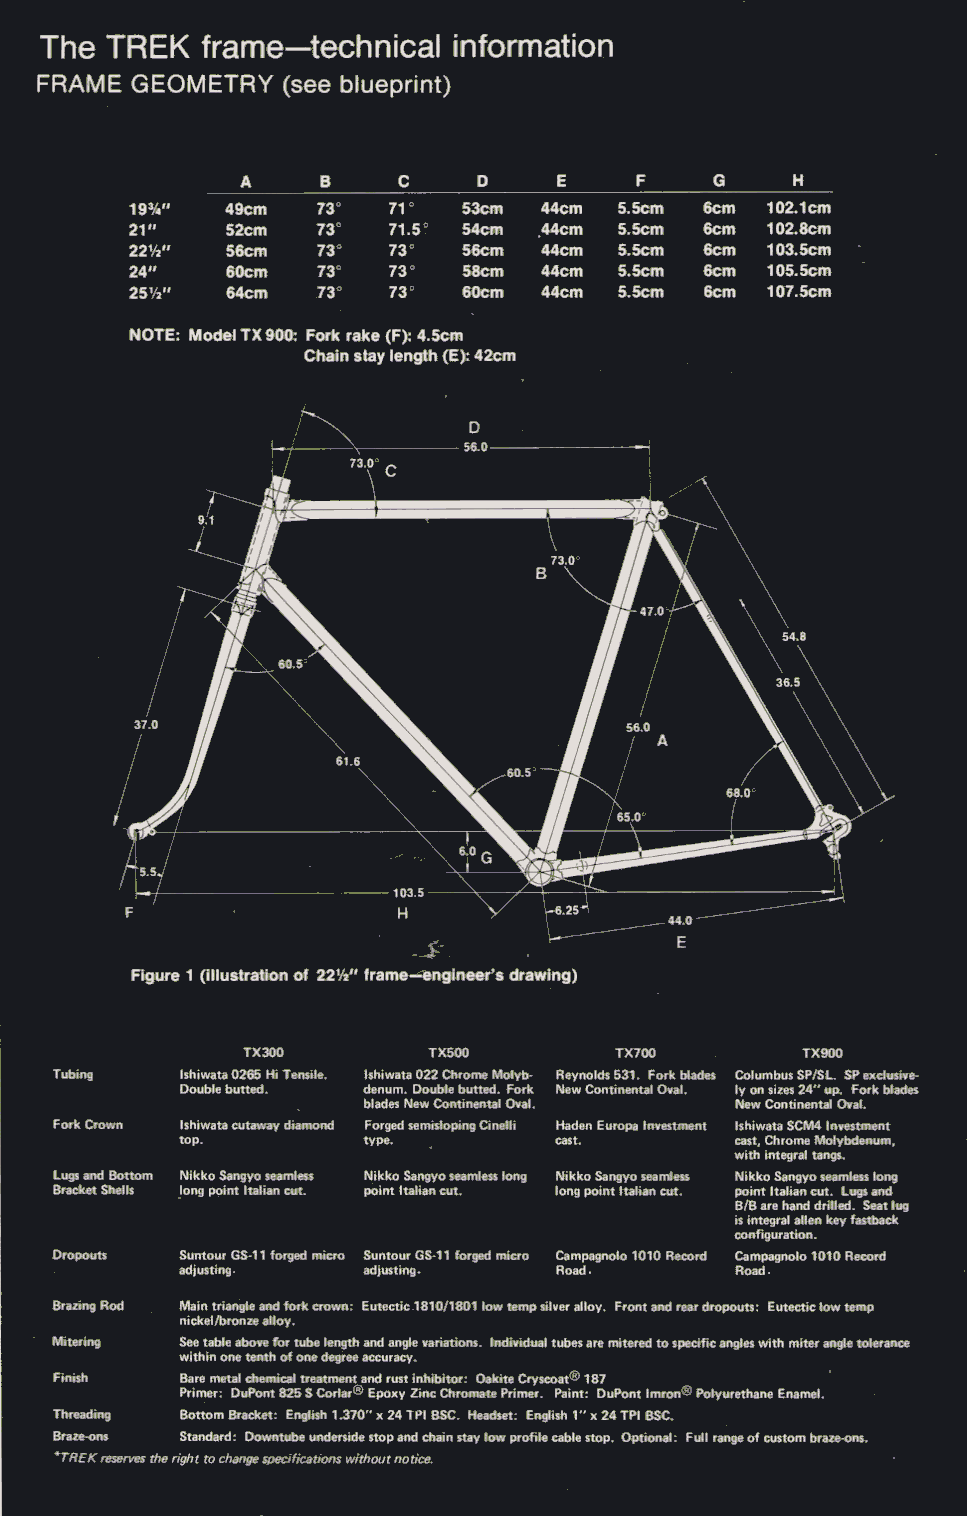 The TREK frame—technical information
FRAME GEOMETRY (see blueprint)
A B C D E F G H
19¾" 49cm 73° 71° 53cm 44cm 5.5cm 6cm 102.1cm
21" 52cm 73° 71.5° 54cm 44cm 5.5cm 6cm 102.8cm
22½" 56cm 73° 73° 56cm 44cm 5.5cm 6cm 103.5cm
24" 60cm 73° 73° 58cm 44cm 5.5cm 6cm 105.5cm
25½" 64cm 73° 73° 60cm 44cm 5.5cm 6cm 107.5cm
NOTE: Model TX 900: Fork rake (F): 4.5cm
Chain stay length (E): 42cm
D
56.0
73.0° C
9.1
73.0°
B
47.0
54.8
60.5°
36.5
37.0
56.0
A
61.6
60.5°
68.0°
65.0°
6.0 G
5.5
103.5
F
H
6.25
44.0
E
Figure 1 (illustration of 22½" frame—engineer's drawing)
TX300 TX500 TX700 TX900
Tubing Ishiwata 0265 Hi Tensile. Ishiwata 022 Chrome Molyb- Reynolds 531. Fork blades Columbus SP/SL. SP exclusive-
Double butted. denum. Double butted. Fork New Continental Oval. ly on sizes 24" up. Fork blades
blades New Continental Oval. New Continental Oval.
Fork Crown Ishiwata cutaway diamond Forged semisloping Cinelli Haden Europa Investment Ishiwata SCM4 Investment
top. type. cast. cast, Chrome Molybdenum,
with integral tangs.
Lugs and Bottom Nikko Sangyo seamless Nikko Sangyo seamless long Nikko Sangyo seamless Nikko Sangyo seamless long
Bracket Shells long point Italian cut. point Italian cut. long point Italian cut. point Italian cut. Lugs and
B/B are hand drilled. Seat lug
is integral allen key fastback
configuration.
Dropouts Suntour GS-11 forged micro Suntour GS-11 forged micro Campagnolo 1010 Record Campagnolo 1010 Record
adjusting. adjusting. Road. Road.
Brazing Rod Main triangle and fork crown: Eutectic 1810/1801 low temp silver alloy. Front and rear dropouts: Eutectic low temp
nickel/bronze alloy.
Mitering See table above for tube length and angle variations. Individual tubes are mitered to specific angles with miter angle tolerance
within one tenth of one degree accuracy.
Finish Bare metal chemical treatment and rust inhibitor: Oakite Cryscoat® 187
Primer: DuPont 825 S Corlar® Epoxy Zinc Chromate Primer. Paint: DuPont Imron® Polyurethane Enamel.
Threading Bottom Bracket: English 1.370" x 24 TPI BSC. Headset: English 1" x 24 TPI BSC.
Braze-ons Standard: Downtube underside stop and chain stay low profile cable stop. Optional: Full range of custom braze-ons.
*TREK reserves the right to change specifications without notice.